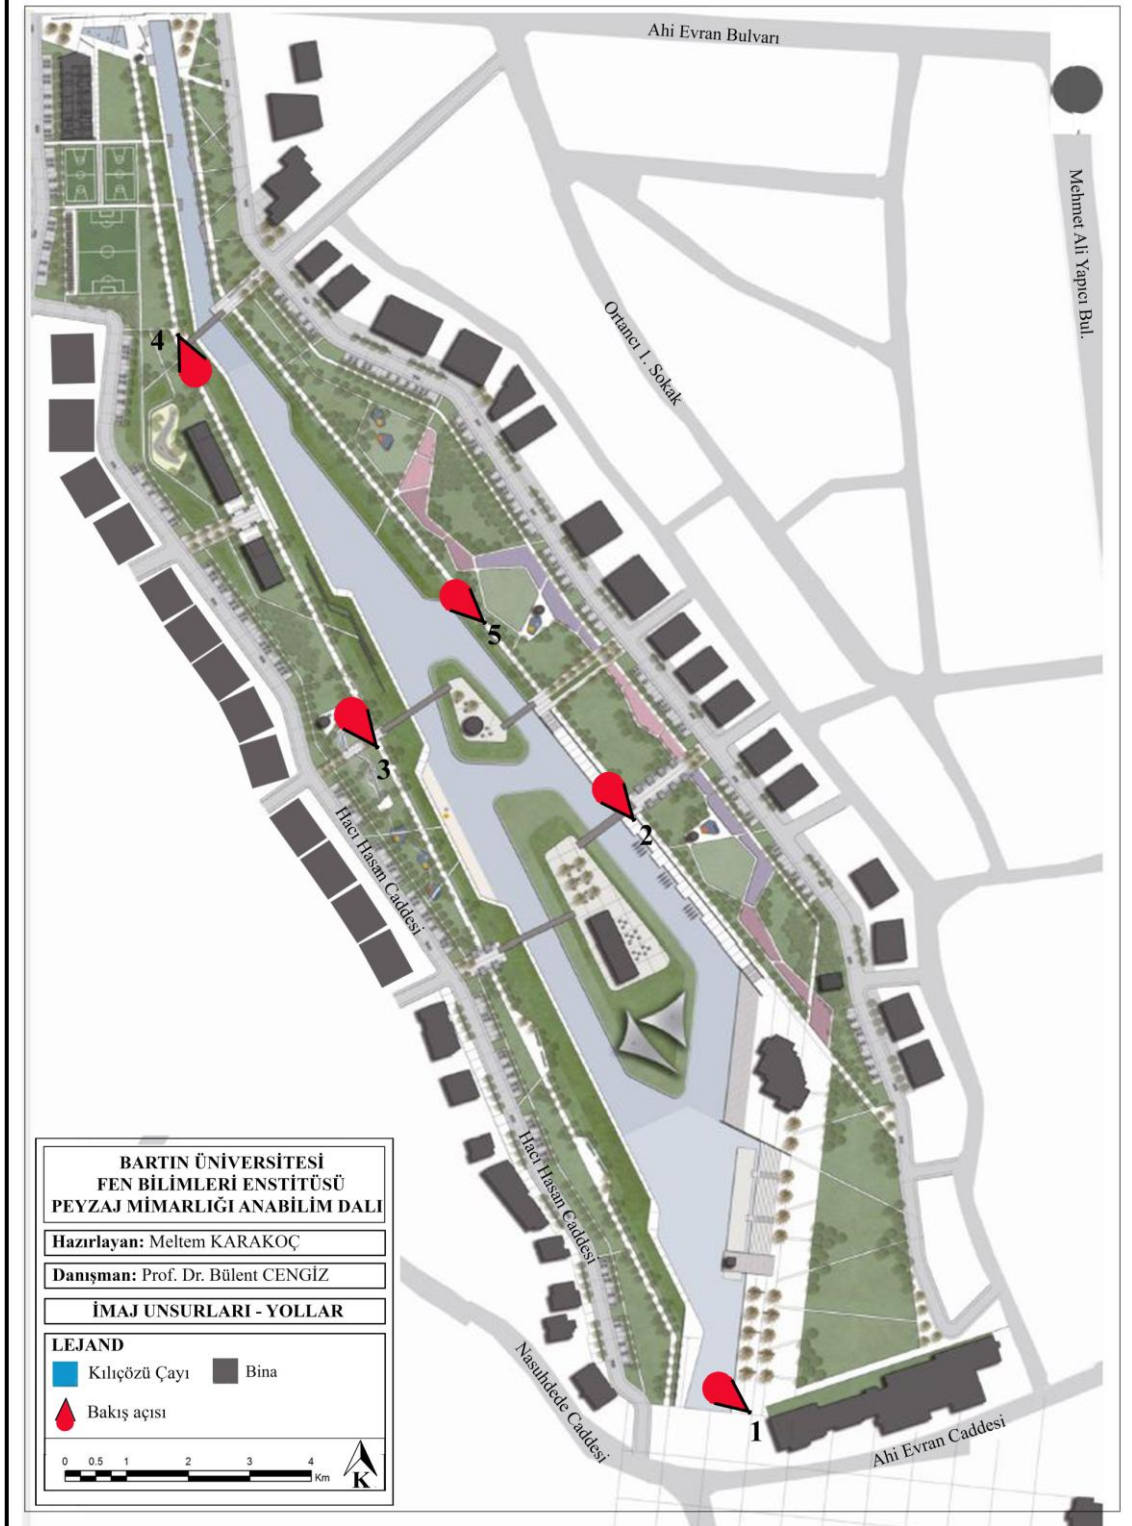 Ahi Evran Bulvarı
Mehmet Ali Yapıcı Bul.
Ortancı 1. Sokak
4
5
3
2
Hacı Hasan Caddesi
Hacı Hasan Caddesi
Nasuhdede Caddesi
1
Ahi Evran Caddesi
BARTIN ÜNİVERSİTESİ
FEN BİLİMLERİ ENSTİTÜSÜ
PEYZAJ MİMARLIĞI ANABİLİM DALI
Hazırlayan: Meltem KARAKOÇ
Danışman: Prof. Dr. Bülent CENGİZ
İMAJ UNSURLARI - YOLLAR
LEJAND
Kılıçözü Çayı Bina
Bakış açısı
0 0.5 1 2 3 4
Km
K